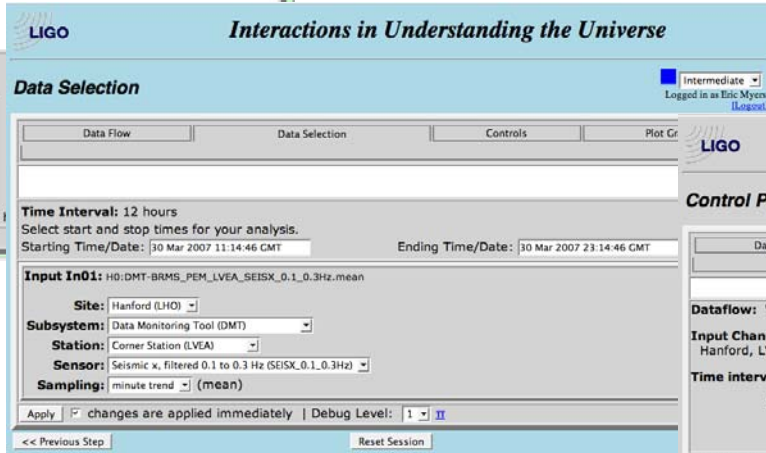 LIGO
Interactions in Understanding the Universe
Data Selection
Intermediate
Logged in as Eric Myers
[Logout
Data Flow
Data Selection
Controls
Plot Gr
Time Interval: 12 hours
Select start and stop times for your analysis.
Starting Time/Date: 30 Mar 2007 11:14:46 GMT
Ending Time/Date: 30 Mar 2007 23:14:46 GMT
Input In01: H0:DMT-BRMS_PEM_LVEA_SEISX_0.1_0.3Hz.mean
Site: Hanford (LHO)
Subsystem: Data Monitoring Tool (DMT)
Station: Corner Station (LVEA)
Sensor: Seismic x, filtered 0.1 to 0.3 Hz (SEISX_0.1_0.3Hz)
Sampling: minute trend (mean)
Apply changes are applied immediately | Debug Level: 1 π
<< Previous Step
Reset Session
LIGO
Control P
Da
Dataflow:
Input Chan
Hanford, L
Time interv